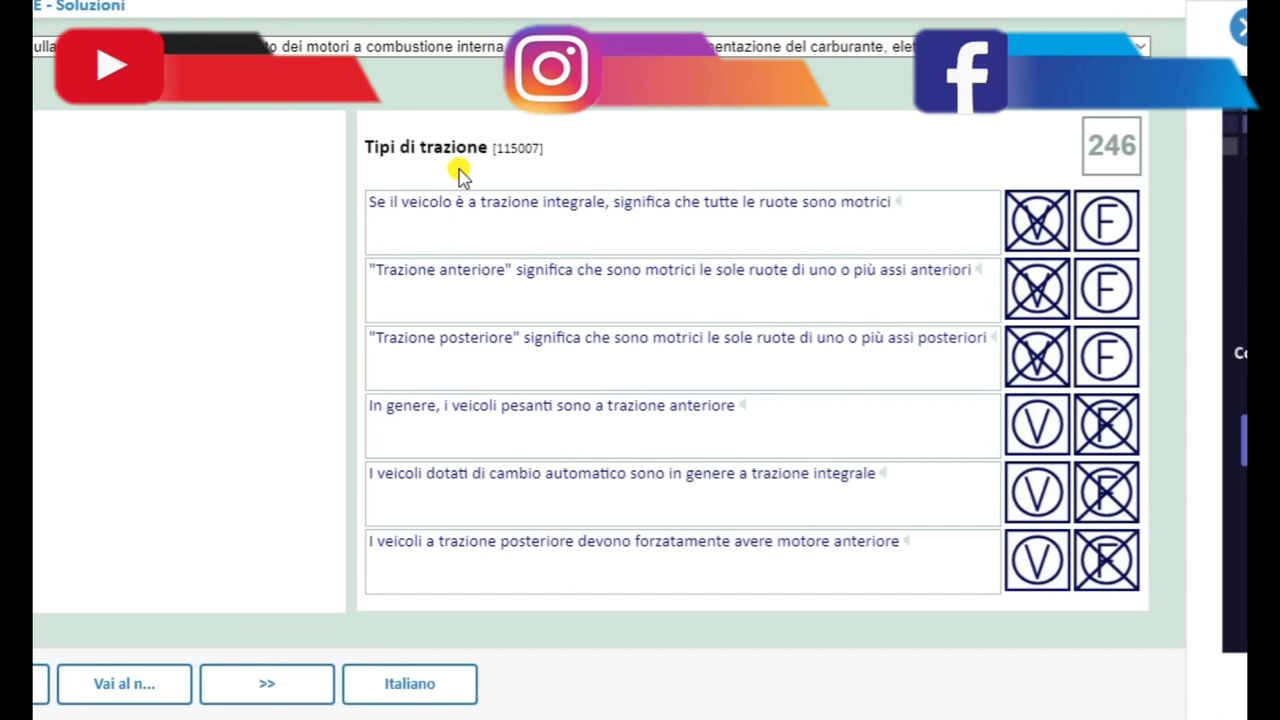 E - Soluzioni
ulla
to dei motori a combustione interna
mentazione del carburante, ele
Tipi di trazione [115007]
246
Se il veicolo è a trazione integrale, significa che tutte le ruote sono motrici
V F
"Trazione anteriore" significa che sono motrici le sole ruote di uno o più assi anteriori
V F
"Trazione posteriore" significa che sono motrici le sole ruote di uno o più assi posteriori
V F
In genere, i veicoli pesanti sono a trazione anteriore
V F
I veicoli dotati di cambio automatico sono in genere a trazione integrale
V F
I veicoli a trazione posteriore devono forzatamente avere motore anteriore
V F
Co
Vai al n... >> Italiano